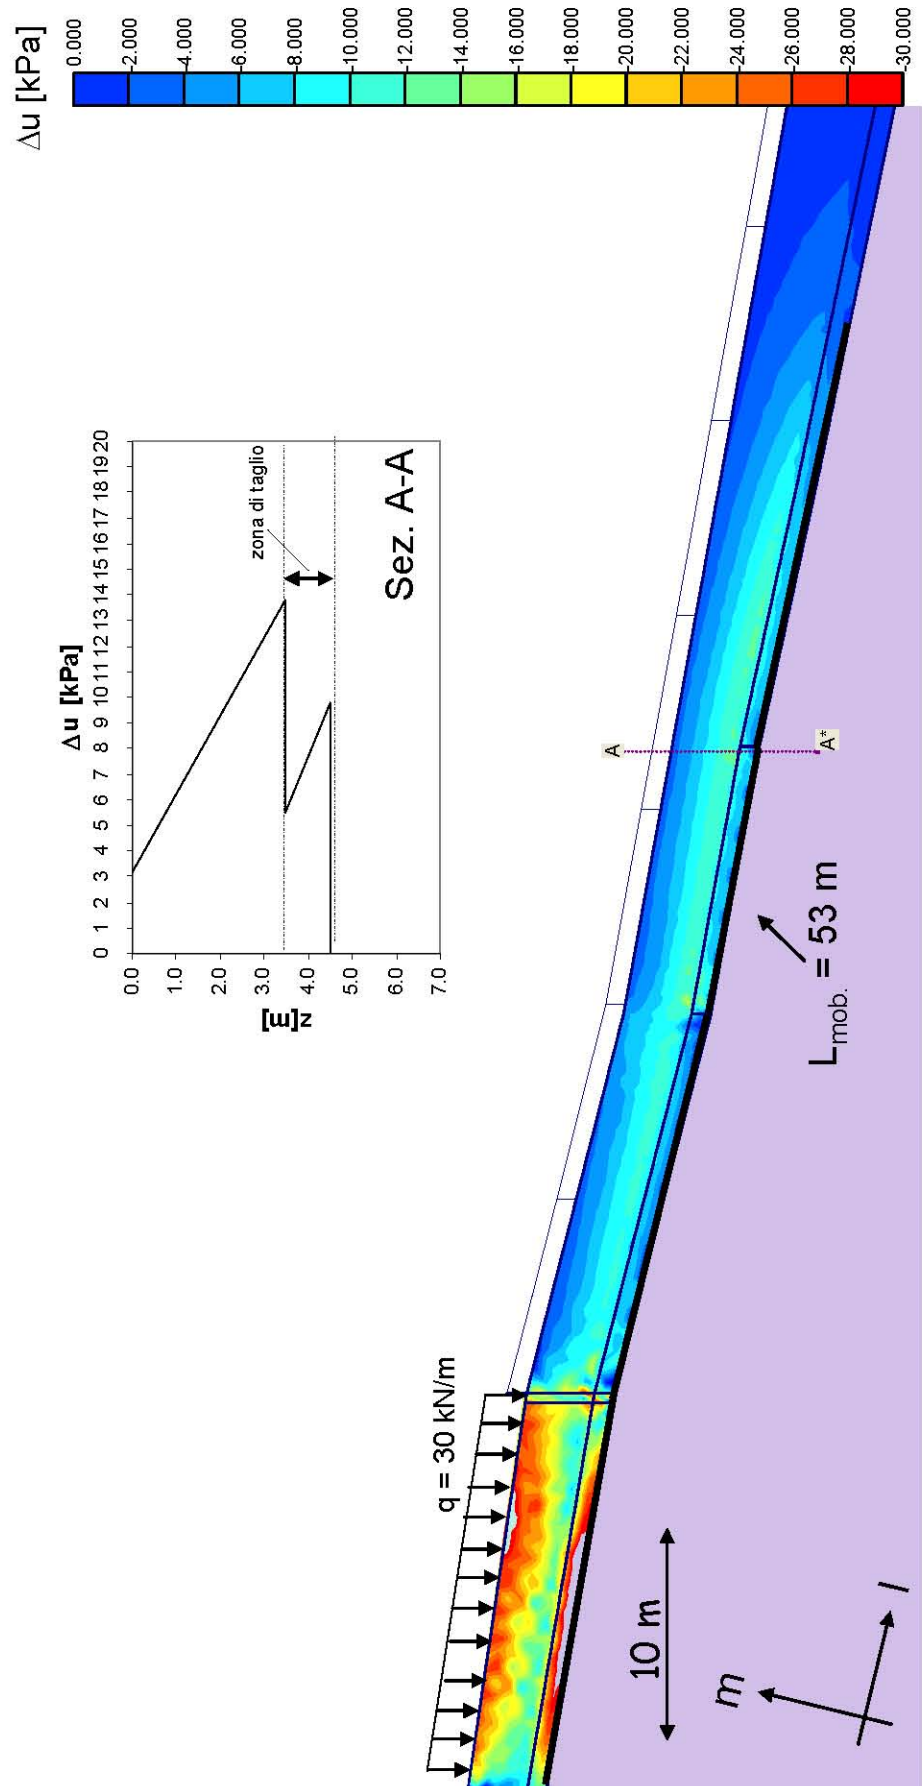 Δu [kPa]
0.000
-2.000
-4.000
-6.000
-8.000
-10.000
-12.000
-14.000
-16.000
-18.000
-20.000
-22.000
-24.000
-26.000
-28.000
-30.000
Δu [kPa]
0 1 2 3 4 5 6 7 8 9 10 11 12 13 14 15 16 17 18 19 20
0.0
1.0
2.0
3.0
4.0
5.0
6.0
7.0
z[m]
zona di taglio
Sez. A-A
q = 30 kN/m
A
A*
Lmob. = 53 m
10 m
m
l